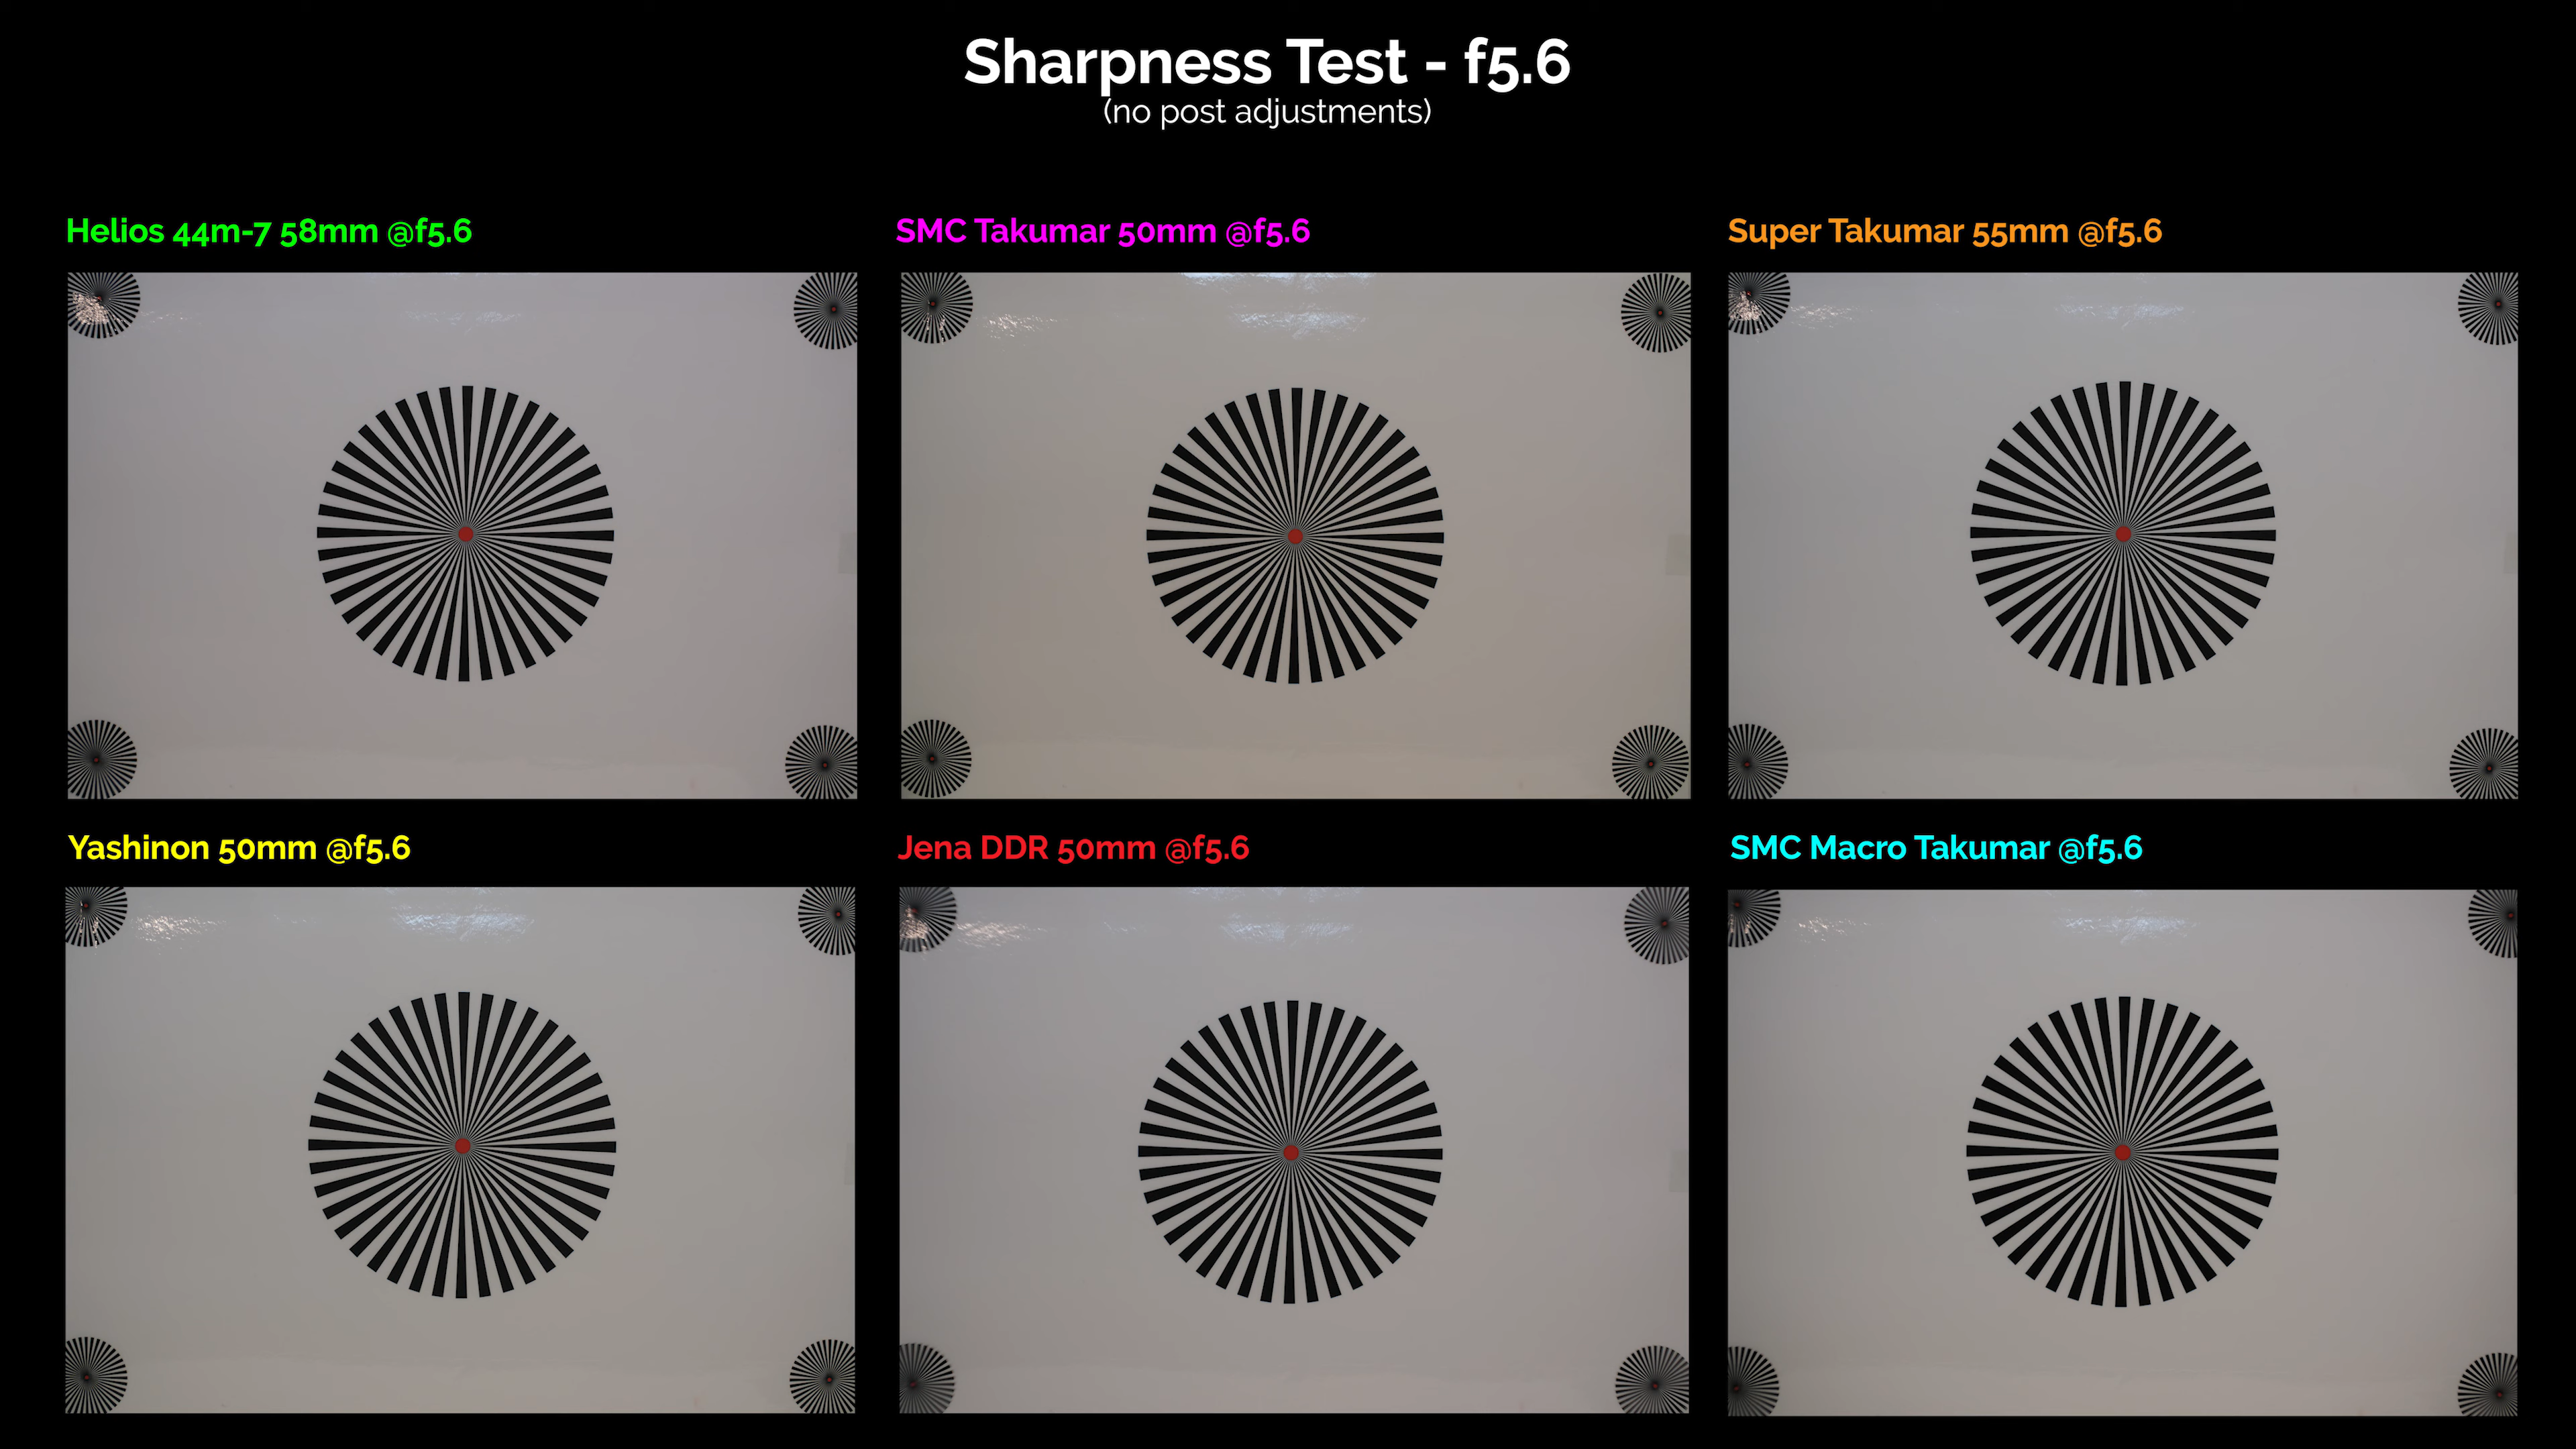 Sharpness Test - f5.6
(no post adjustments)
Helios 44m-7 58mm @f5.6
SMC Takumar 50mm @f5.6
Super Takumar 55mm @f5.6
Yashinon 50mm @f5.6
Jena DDR 50mm @f5.6
SMC Macro Takumar @f5.6